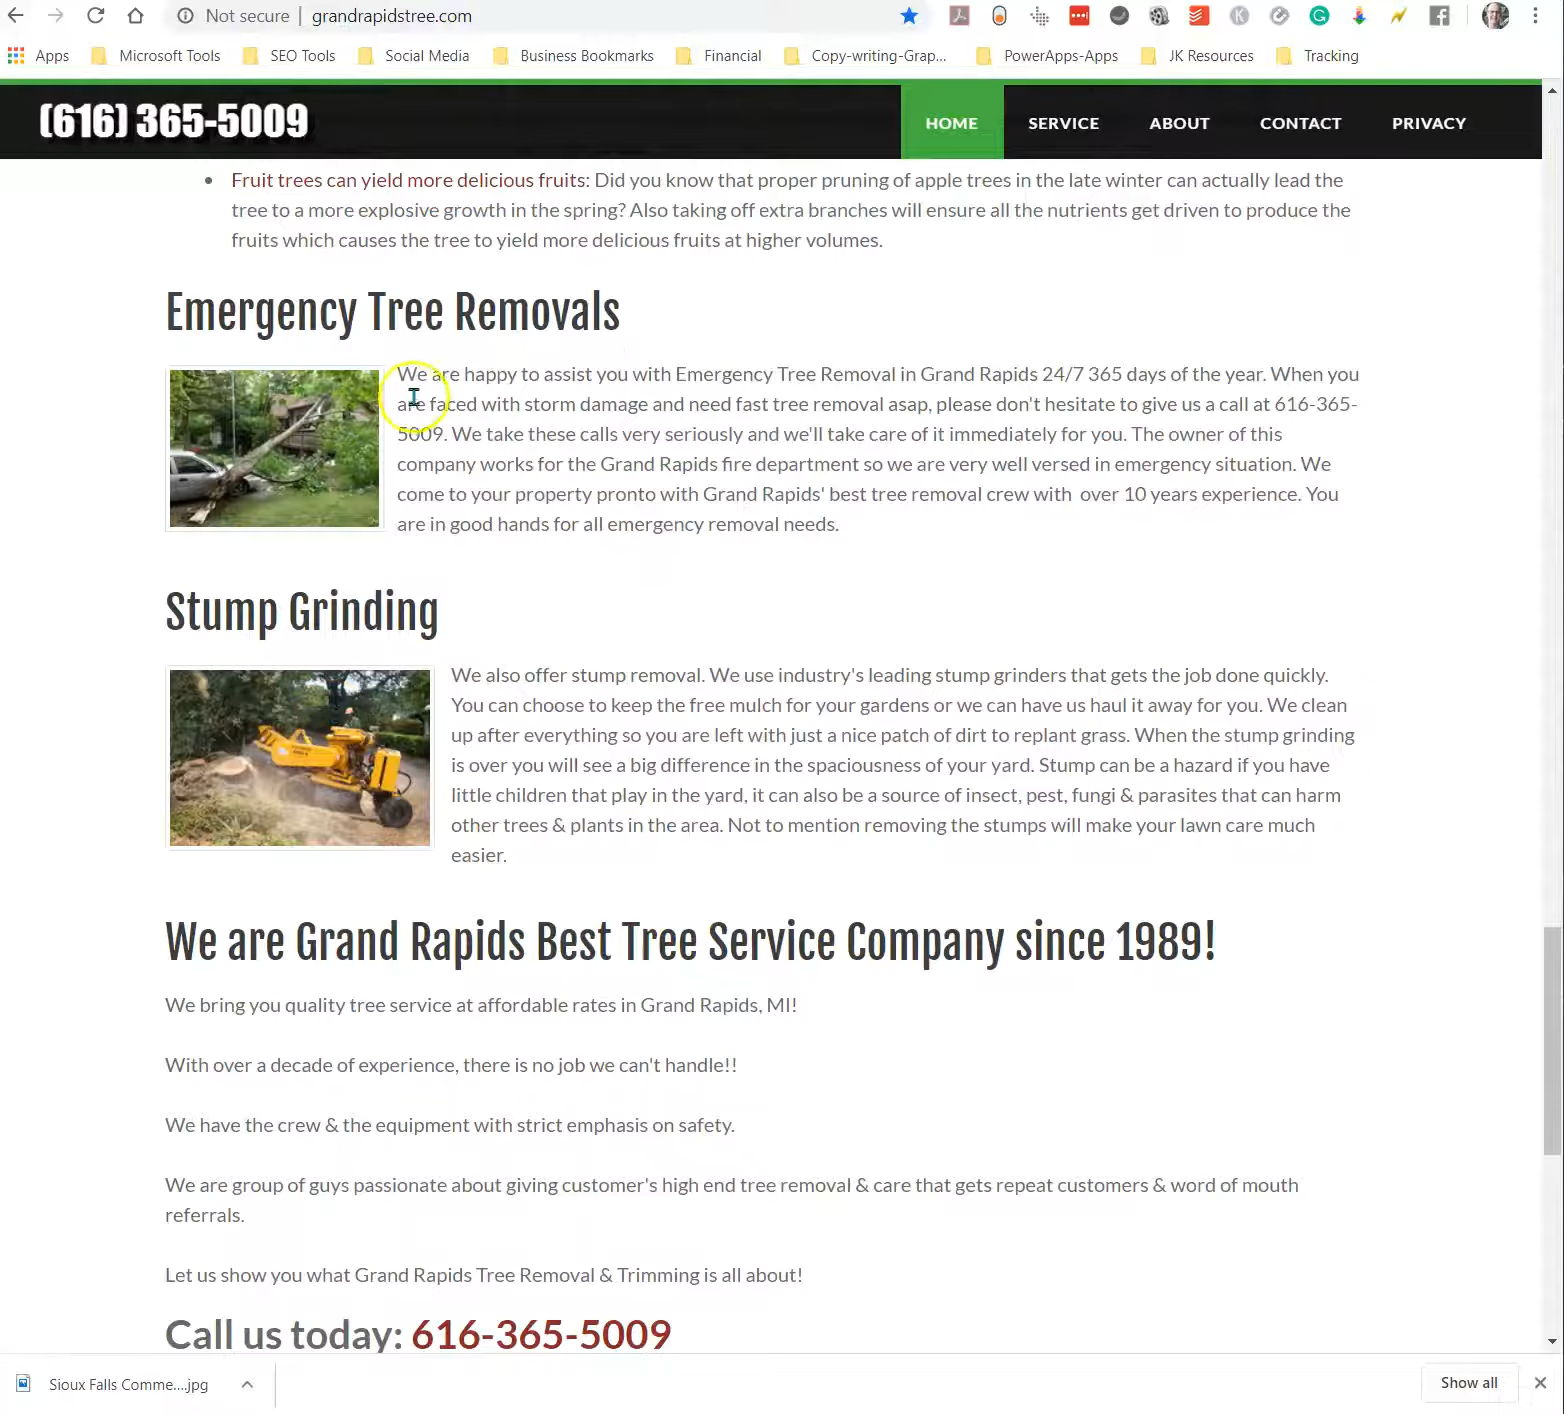 Not secure | grandrapidstree.com
Apps Microsoft Tools SEO Tools Social Media Business Bookmarks Financial Copy-writing-Grap... PowerApps-Apps JK Resources Tracking
(616) 365-5009 HOME SERVICE ABOUT CONTACT PRIVACY
• Fruit trees can yield more delicious fruits: Did you know that proper pruning of apple trees in the late winter can actually lead the
tree to a more explosive growth in the spring? Also taking off extra branches will ensure all the nutrients get driven to produce the
fruits which causes the tree to yield more delicious fruits at higher volumes.
Emergency Tree Removals
We are happy to assist you with Emergency Tree Removal in Grand Rapids 24/7 365 days of the year. When you
are faced with storm damage and need fast tree removal asap, please don't hesitate to give us a call at 616-365-
5009. We take these calls very seriously and we'll take care of it immediately for you. The owner of this
company works for the Grand Rapids fire department so we are very well versed in emergency situation. We
come to your property pronto with Grand Rapids' best tree removal crew with over 10 years experience. You
are in good hands for all emergency removal needs.
Stump Grinding
We also offer stump removal. We use industry's leading stump grinders that gets the job done quickly.
You can choose to keep the free mulch for your gardens or we can have us haul it away for you. We clean
up after everything so you are left with just a nice patch of dirt to replant grass. When the stump grinding
is over you will see a big difference in the spaciousness of your yard. Stump can be a hazard if you have
little children that play in the yard, it can also be a source of insect, pest, fungi & parasites that can harm
other trees & plants in the area. Not to mention removing the stumps will make your lawn care much
easier.
We are Grand Rapids Best Tree Service Company since 1989!
We bring you quality tree service at affordable rates in Grand Rapids, MI!
With over a decade of experience, there is no job we can't handle!!
We have the crew & the equipment with strict emphasis on safety.
We are group of guys passionate about giving customer's high end tree removal & care that gets repeat customers & word of mouth
referrals.
Let us show you what Grand Rapids Tree Removal & Trimming is all about!
Call us today: 616-365-5009
Sioux Falls Comme....jpg Show all